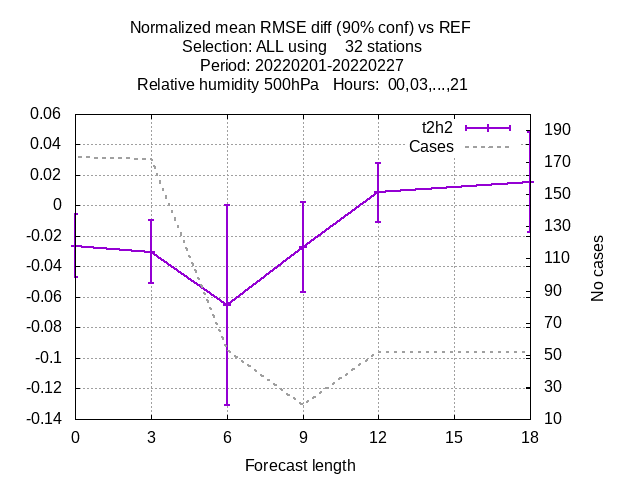 Normalized mean RMSE diff (90% conf) vs REF
Selection: ALL using    32 stations
Period: 20220201-20220227
Relative humidity 500hPa   Hours:  00,03,...,21
t2h2
Cases
0.06
0.04
0.02
0
-0.02
-0.04
-0.06
-0.08
-0.1
-0.12
-0.14
190
170
150
130
110
90
70
50
30
10
No cases
0 3 6 9 12 15 18
Forecast length